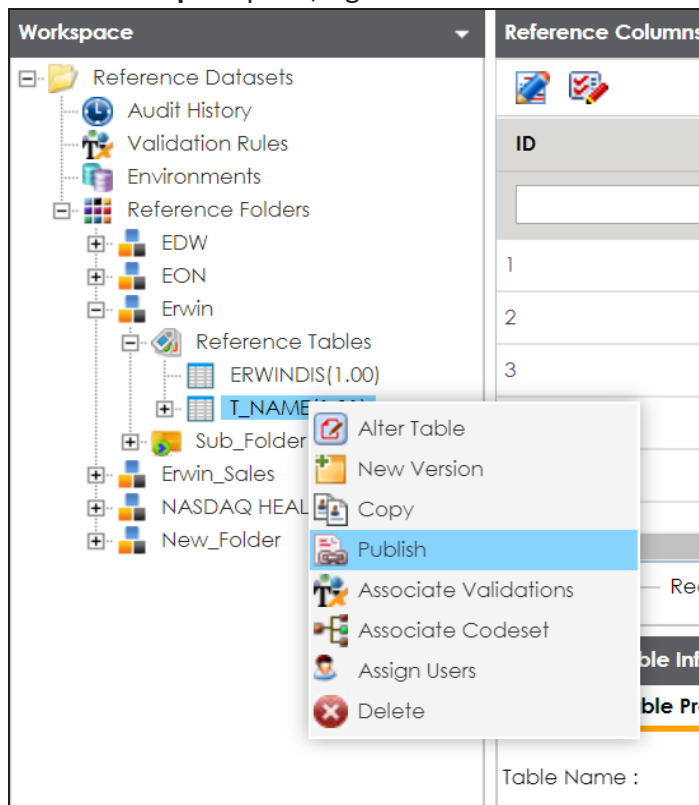 Workspace
Reference Datasets
Audit History
Validation Rules
Environments
Reference Folders
EDW
EON
Erwin
Reference Tables
ERWINDIS(1.00)
T_NAME
Sub_Folder
Erwin_Sales
NASDAQ HEAL
New_Folder
Alter Table
New Version
Copy
Publish
Associate Validations
Associate Codeset
Assign Users
Delete
Reference Columns
ID
1
2
3
Table Name :